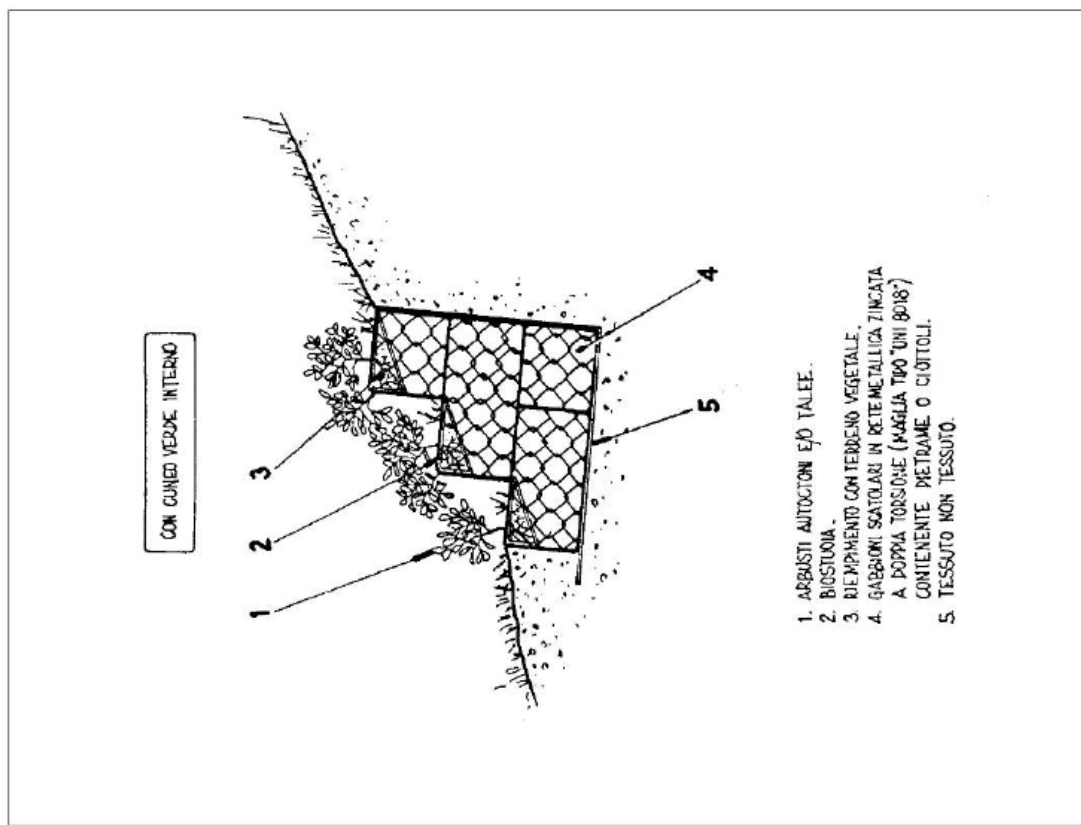 CON CUNEO VERDE INTERNO
3
2
1
4
5
1. ARBUSTI AUTOCTONI E/O TALEE.
2. BIOSTUOIA.
3. RIEMPIMENTO CON TERRENO VEGETALE.
4. GABBIONI SCATOLARI IN RETE METALLICA ZINCATA
A DOPPIA TORSIONE (MAGLIA TIPO "UNI 8018")
CONTENENTE PIETRAME O CIOTTOLI.
5. TESSUTO NON TESSUTO.